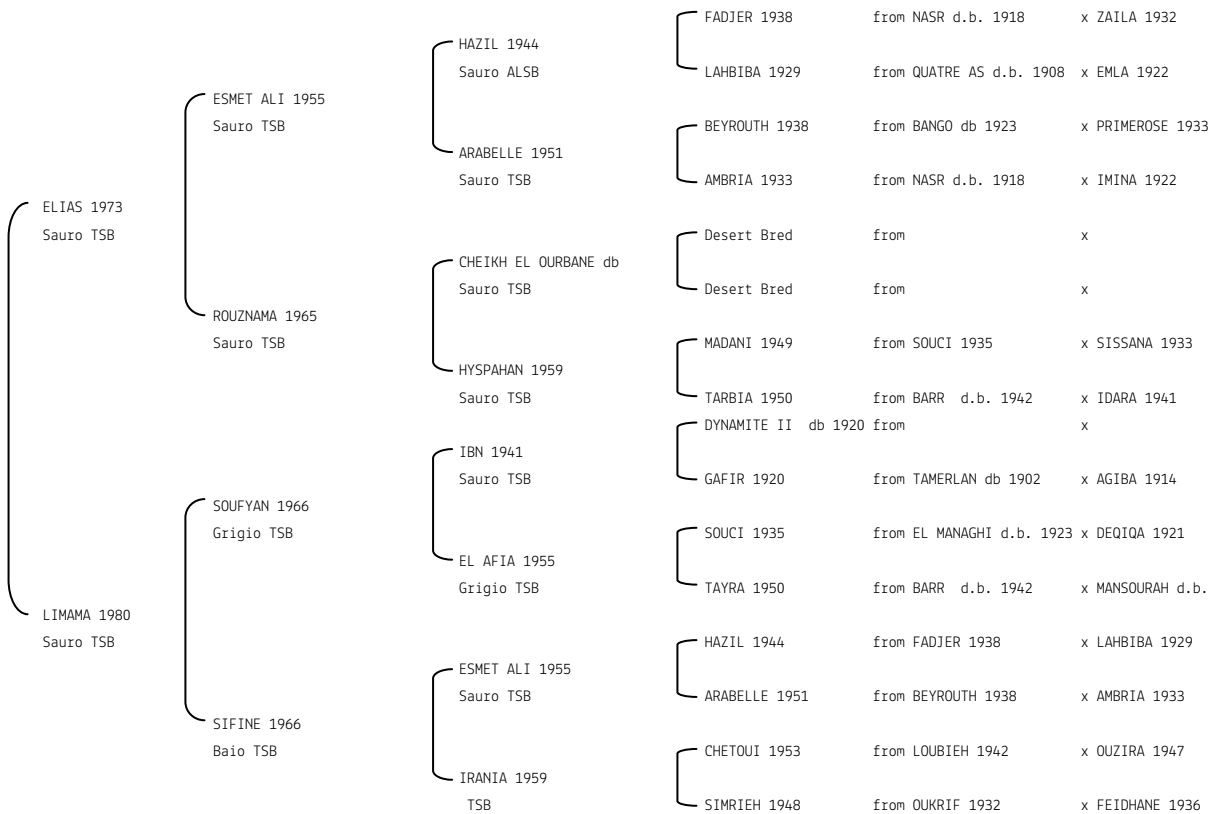 FADJER 1938 from NASR d.b. 1918 x ZAILA 1932
HAZIL 1944
Sauro ALSB LAHBIBA 1929 from QUATRE AS d.b. 1908 x EMLA 1922
ESMET ALI 1955
Sauro TSB BEYROUTH 1938 from BANGO db 1923 x PRIMEROSE 1933
ARABELLE 1951
Sauro TSB AMBRIA 1933 from NASR d.b. 1918 x IMINA 1922
ELIAS 1973
Sauro TSB Desert Bred from x
CHEIKH EL OURBANE db
Sauro TSB Desert Bred from x
ROUZNAMA 1965
Sauro TSB MADANI 1949 from SOUCI 1935 x SISSANA 1933
HYSPAHAN 1959
Sauro TSB TARBIA 1950 from BARR d.b. 1942 x IDARA 1941
DYNAMITE II db 1920 from x
IBN 1941
Sauro TSB GAFIR 1920 from TAMERLAN db 1902 x AGIBA 1914
SOUFYAN 1966
Grigio TSB SOUCI 1935 from EL MANAGHI d.b. 1923 x DEQIQA 1921
EL AFIA 1955
Grigio TSB TAYRA 1950 from BARR d.b. 1942 x MANSOURAH d.b.
LIMAMA 1980
Sauro TSB HAZIL 1944 from FADJER 1938 x LAHBIBA 1929
ESMET ALI 1955
Sauro TSB ARABELLE 1951 from BEYROUTH 1938 x AMBRIA 1933
SIFINE 1966
Baio TSB CHETOUI 1953 from LOUBIEH 1942 x OUZIRA 1947
IRANIA 1959
TSB SIMRIEH 1948 from OUKRIF 1932 x FEIDHANE 1936